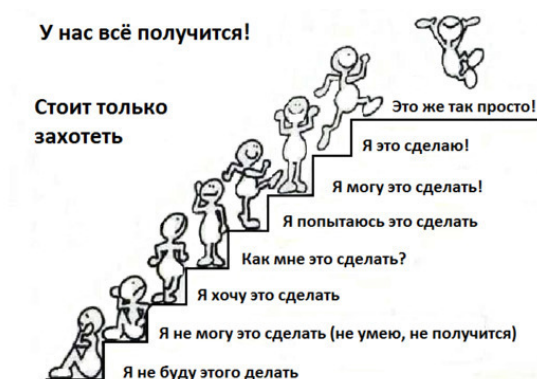 У нас всё получится!
Стоит только
захотеть
Это же так просто!
Я это сделаю!
Я могу это сделать!
Я попытаюсь это сделать
Как мне это сделать?
Я хочу это сделать
Я не могу это сделать (не умею, не получится)
Я не буду этого делать